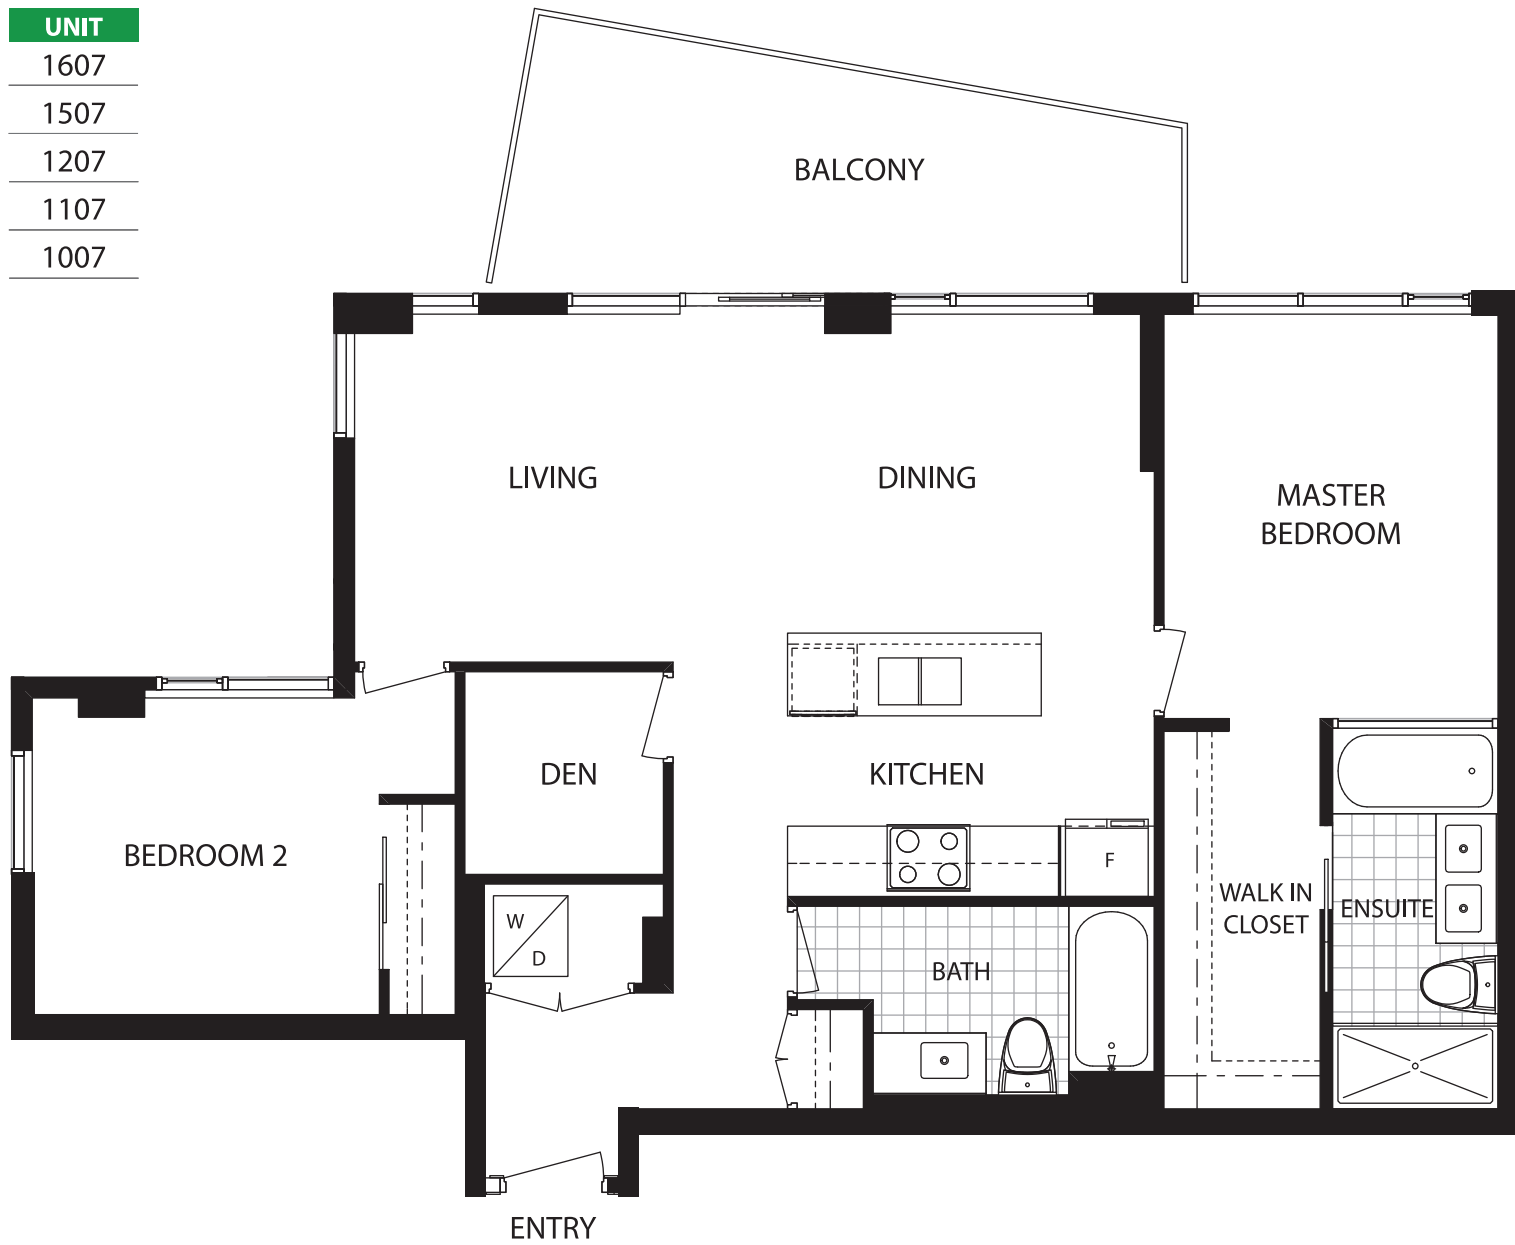 UNIT
1607
1507
1207
1107
1007
BALCONY
LIVING
DINING
MASTER
BEDROOM
DEN
KITCHEN
BEDROOM 2
F
WALK IN
CLOSET
ENSUITE
W
D
BATH
ENTRY